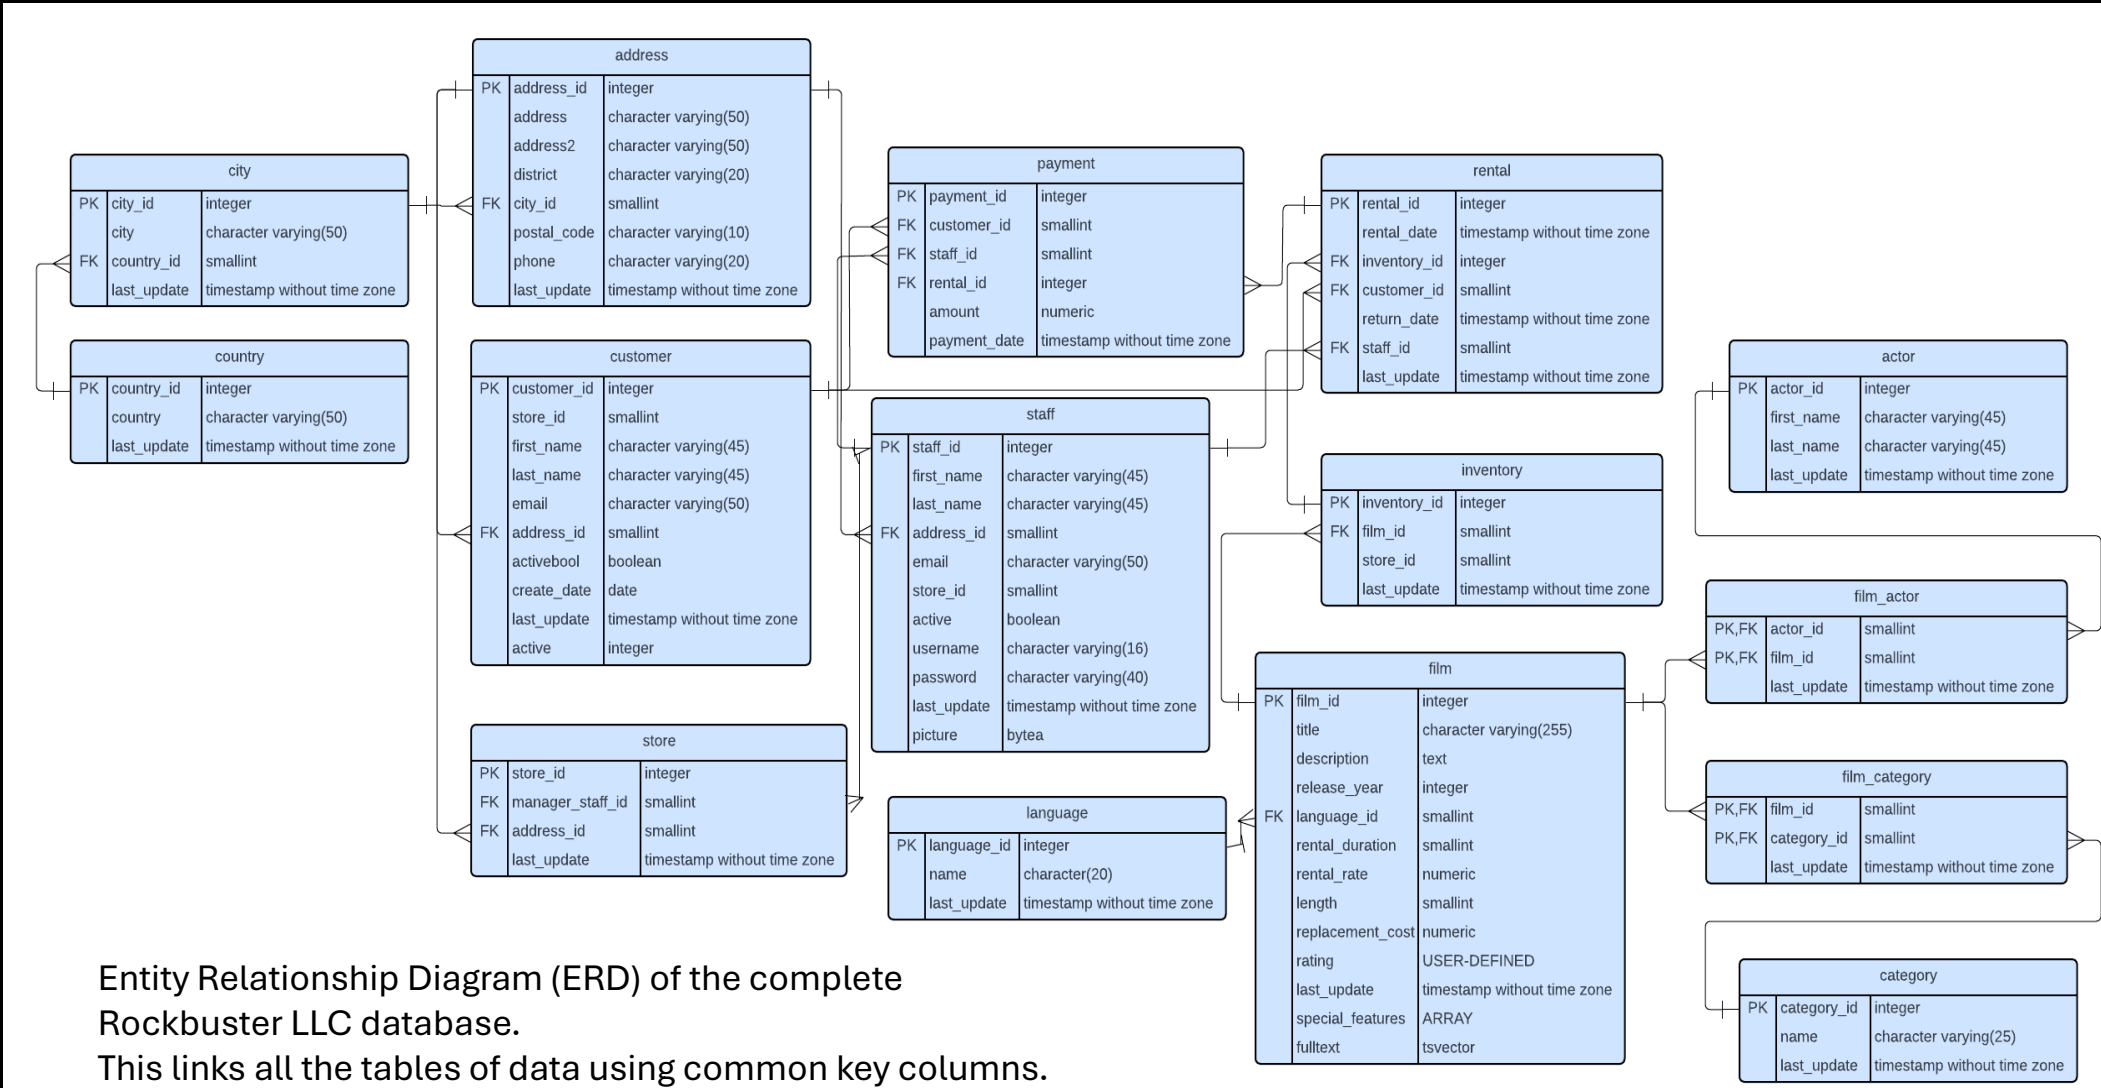 address
PK address_id integer
address character varying(50)
address2 character varying(50)
district character varying(20)
FK city_id smallint
postal_code character varying(10)
phone character varying(20)
last_update timestamp without time zone
city
PK city_id integer
city character varying(50)
FK country_id smallint
last_update timestamp without time zone
country
PK country_id integer
country character varying(50)
last_update timestamp without time zone
customer
PK customer_id integer
store_id smallint
first_name character varying(45)
last_name character varying(45)
email character varying(50)
FK address_id smallint
activebool boolean
create_date date
last_update timestamp without time zone
active integer
store
PK store_id integer
FK manager_staff_id smallint
FK address_id smallint
last_update timestamp without time zone
payment
PK payment_id integer
FK customer_id smallint
FK staff_id smallint
FK rental_id integer
amount numeric
payment_date timestamp without time zone
staff
PK staff_id integer
first_name character varying(45)
last_name character varying(45)
FK address_id smallint
email character varying(50)
store_id smallint
active boolean
username character varying(16)
password character varying(40)
last_update timestamp without time zone
picture bytea
language
PK language_id integer
name character(20)
last_update timestamp without time zone
rental
PK rental_id integer
rental_date timestamp without time zone
FK inventory_id integer
FK customer_id smallint
return_date timestamp without time zone
FK staff_id smallint
last_update timestamp without time zone
inventory
PK inventory_id integer
FK film_id smallint
store_id smallint
last_update timestamp without time zone
film
PK film_id integer
title character varying(255)
description text
release_year integer
FK language_id smallint
rental_duration smallint
rental_rate numeric
length smallint
replacement_cost numeric
rating USER-DEFINED
last_update timestamp without time zone
special_features ARRAY
fulltext tsvector
actor
PK actor_id integer
first_name character varying(45)
last_name character varying(45)
last_update timestamp without time zone
film_actor
PK,FK actor_id smallint
PK,FK film_id smallint
last_update timestamp without time zone
film_category
PK,FK film_id smallint
PK,FK category_id smallint
last_update timestamp without time zone
category
PK category_id integer
name character varying(25)
last_update timestamp without time zone
Entity Relationship Diagram (ERD) of the complete
Rockbuster LLC database.
This links all the tables of data using common key columns.